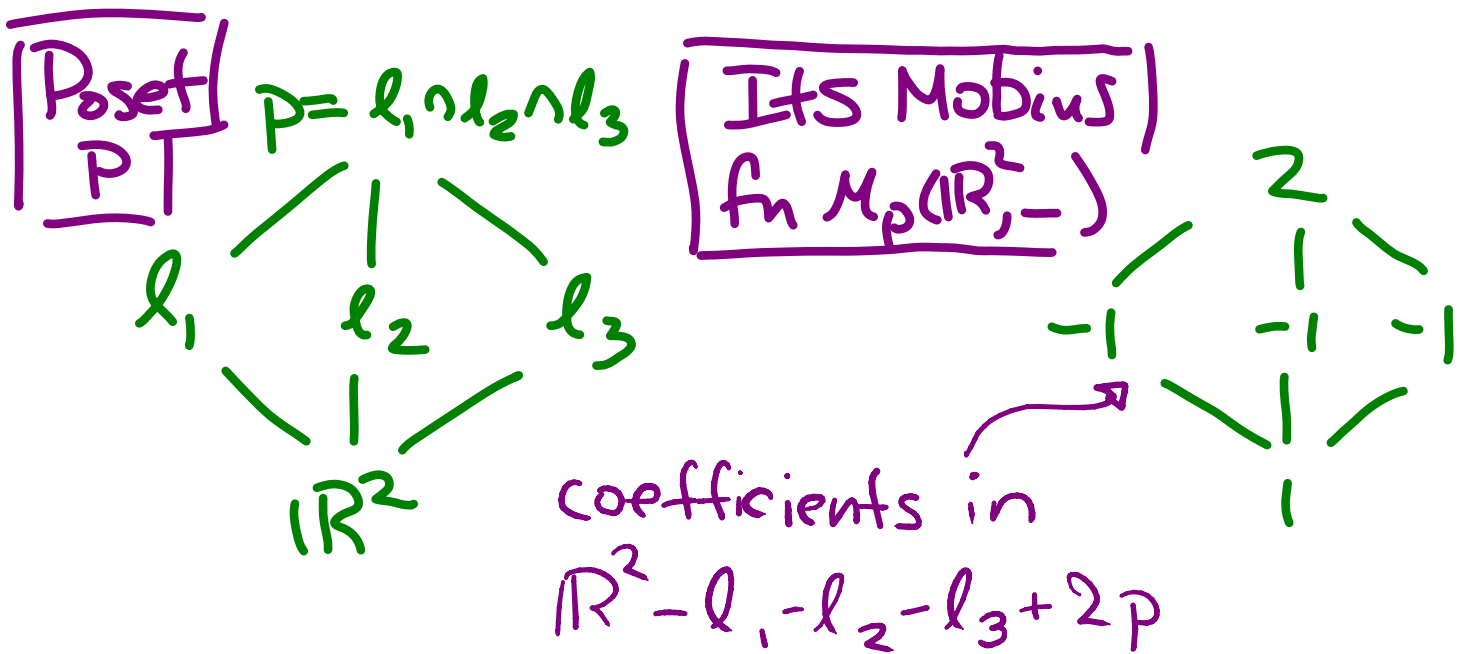 Poset
P
p = l₁∩l₂∩l₃
l₁ l₂ l₃
ℝ²
Its Mobius
fn μₚ(ℝ²,_)
2
-1 -1 -1
1
coefficients in
ℝ² - l₁ - l₂ - l₃ + 2p